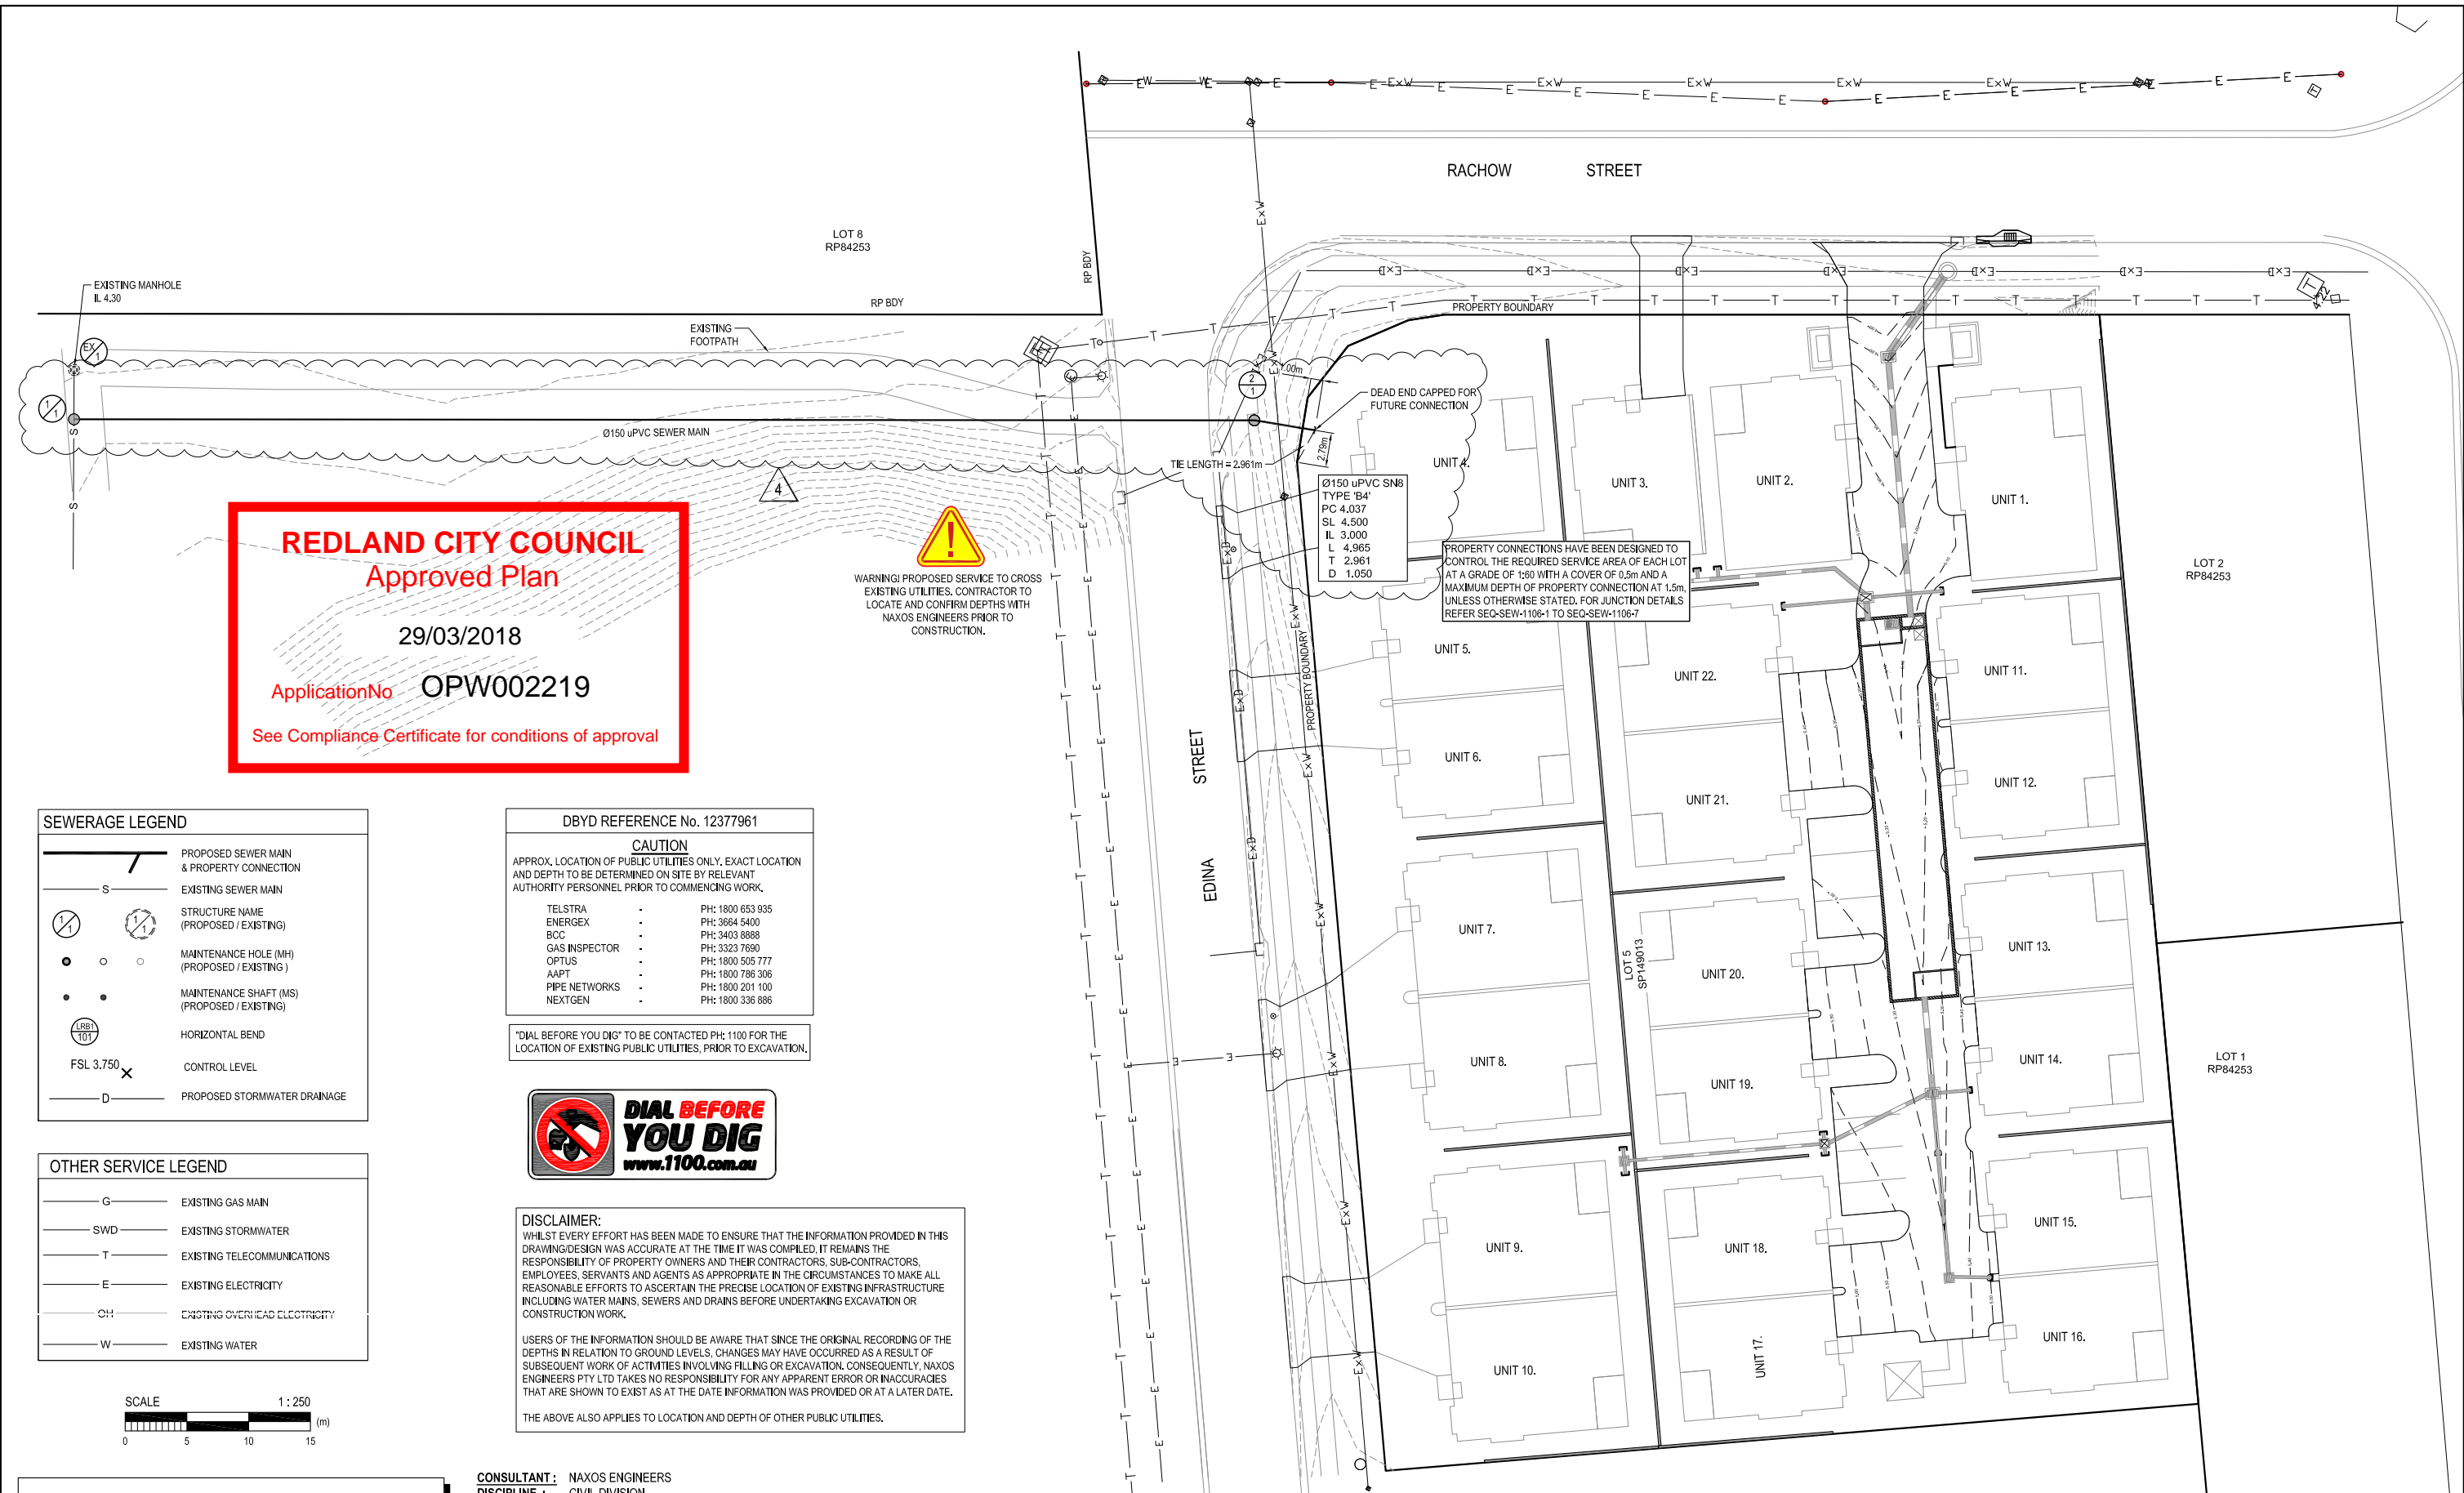 RACHOW STREET
LOT 8
RP84253
RP BDY
RP BDY
EXISTING MANHOLE
IL 4.30
EX
1
1
1
EXISTING
FOOTPATH
Ø150 uPVC SEWER MAIN
PROPERTY BOUNDARY
2
1
DEAD END CAPPED FOR
FUTURE CONNECTION
TIE LENGTH = 2.961m
2.79m
4
Ø150 uPVC SN8
TYPE 'B4'
PC 4.037
SL 4.500
IL 3.000
L 4.965
T 2.961
D 1.050
PROPERTY CONNECTIONS HAVE BEEN DESIGNED TO
CONTROL THE REQUIRED SERVICE AREA OF EACH LOT
AT A GRADE OF 1:60 WITH A COVER OF 0.5m AND A
MAXIMUM DEPTH OF PROPERTY CONNECTION AT 1.5m,
UNLESS OTHERWISE STATED. FOR JUNCTION DETAILS
REFER SEQ-SEW-1106-1 TO SEQ-SEW-1106-7
WARNING! PROPOSED SERVICE TO CROSS
EXISTING UTILITIES. CONTRACTOR TO
LOCATE AND CONFIRM DEPTHS WITH
NAXOS ENGINEERS PRIOR TO
CONSTRUCTION.
REDLAND CITY COUNCIL
Approved Plan
29/03/2018
ApplicationNo OPW002219
See Compliance Certificate for conditions of approval
UNIT 4.
UNIT 3.
UNIT 2.
UNIT 1.
UNIT 5.
UNIT 22.
UNIT 11.
UNIT 6.
UNIT 21.
UNIT 12.
UNIT 7.
UNIT 20.
UNIT 13.
UNIT 8.
UNIT 19.
UNIT 14.
UNIT 9.
UNIT 18.
UNIT 15.
UNIT 10.
UNIT 17.
UNIT 16.
LOT 2
RP84253
LOT 1
RP84253
LOT 5
SP149013
PROPERTY BOUNDARY
EDINA STREET
SEWERAGE LEGEND
PROPOSED SEWER MAIN
& PROPERTY CONNECTION
S EXISTING SEWER MAIN
1/1 1/1 STRUCTURE NAME
(PROPOSED / EXISTING)
MAINTENANCE HOLE (MH)
(PROPOSED / EXISTING )
MAINTENANCE SHAFT (MS)
(PROPOSED / EXISTING)
LRB1
101
HORIZONTAL BEND
FSL 3.750 CONTROL LEVEL
D PROPOSED STORMWATER DRAINAGE
OTHER SERVICE LEGEND
G EXISTING GAS MAIN
SWD EXISTING STORMWATER
T EXISTING TELECOMMUNICATIONS
E EXISTING ELECTRICITY
OH EXISTING OVERHEAD ELECTRICITY
W EXISTING WATER
SCALE 1 : 250
(m)
0 5 10 15
DBYD REFERENCE No. 12377961
CAUTION
APPROX. LOCATION OF PUBLIC UTILITIES ONLY. EXACT LOCATION
AND DEPTH TO BE DETERMINED ON SITE BY RELEVANT
AUTHORITY PERSONNEL PRIOR TO COMMENCING WORK.
TELSTRA - PH: 1800 653 935
ENERGEX - PH: 3664 5400
BCC - PH: 3403 8888
GAS INSPECTOR - PH: 3323 7690
OPTUS - PH: 1800 505 777
AAPT - PH: 1800 786 306
PIPE NETWORKS - PH: 1800 201 100
NEXTGEN - PH: 1800 336 886
"DIAL BEFORE YOU DIG" TO BE CONTACTED PH: 1100 FOR THE
LOCATION OF EXISTING PUBLIC UTILITIES, PRIOR TO EXCAVATION.
DIAL BEFORE
YOU DIG
www.1100.com.au
DISCLAIMER:
WHILST EVERY EFFORT HAS BEEN MADE TO ENSURE THAT THE INFORMATION PROVIDED IN THIS
DRAWING/DESIGN WAS ACCURATE AT THE TIME IT WAS COMPILED, IT REMAINS THE
RESPONSIBILITY OF PROPERTY OWNERS AND THEIR CONTRACTORS, SUB-CONTRACTORS,
EMPLOYEES, SERVANTS AND AGENTS AS APPROPRIATE IN THE CIRCUMSTANCES TO MAKE ALL
REASONABLE EFFORTS TO ASCERTAIN THE PRECISE LOCATION OF EXISTING INFRASTRUCTURE
INCLUDING WATER MAINS, SEWERS AND DRAINS BEFORE UNDERTAKING EXCAVATION OR
CONSTRUCTION WORK.
USERS OF THE INFORMATION SHOULD BE AWARE THAT SINCE THE ORIGINAL RECORDING OF THE
DEPTHS IN RELATION TO GROUND LEVELS, CHANGES MAY HAVE OCCURRED AS A RESULT OF
SUBSEQUENT WORK OF ACTIVITIES INVOLVING FILLING OR EXCAVATION. CONSEQUENTLY, NAXOS
ENGINEERS PTY LTD TAKES NO RESPONSIBILITY FOR ANY APPARENT ERROR OR INACCURACIES
THAT ARE SHOWN TO EXIST AS AT THE DATE INFORMATION WAS PROVIDED OR AT A LATER DATE.
THE ABOVE ALSO APPLIES TO LOCATION AND DEPTH OF OTHER PUBLIC UTILITIES.
CONSULTANT : NAXOS ENGINEERS
DISCIPLINE : CIVIL DIVISION